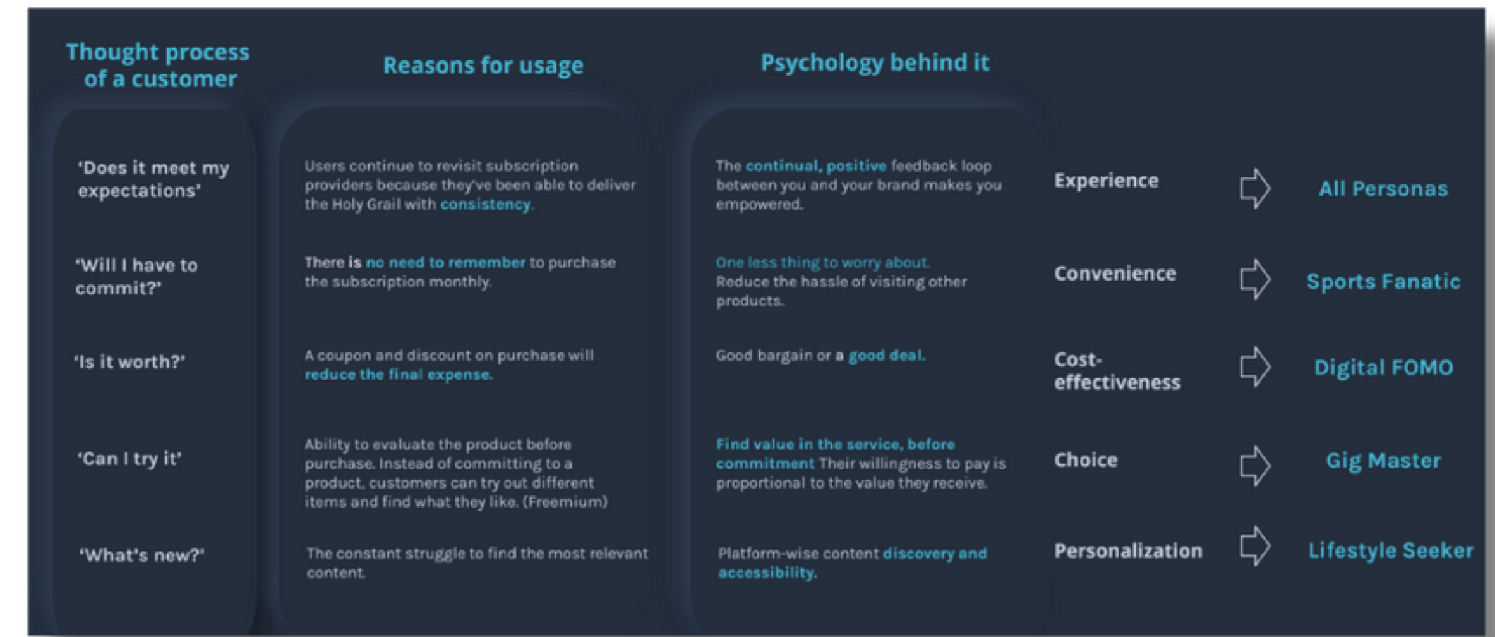 Thought process
of a customer
Reasons for usage
Psychology behind it
‘Does it meet my
expectations’
Users continue to revisit subscription
providers because they've been able to deliver
the Holy Grail with consistency.
The continual, positive feedback loop
between you and your brand makes you
empowered.
Experience
All Personas
‘Will I have to
commit?’
There is no need to remember to purchase
the subscription monthly.
One less thing to worry about.
Reduce the hassle of visiting other
products.
Convenience
Sports Fanatic
‘Is it worth?’
A coupon and discount on purchase will
reduce the final expense.
Good bargain or a good deal.
Cost-
effectiveness
Digital FOMO
‘Can I try it’
Ability to evaluate the product before
purchase. Instead of committing to a
product, customers can try out different
items and find what they like. (Freemium)
Find value in the service, before
commitment Their willingness to pay is
proportional to the value they receive.
Choice
Gig Master
‘What's new?’
The constant struggle to find the most relevant
content.
Platform-wise content discovery and
accessibility.
Personalization
Lifestyle Seeker